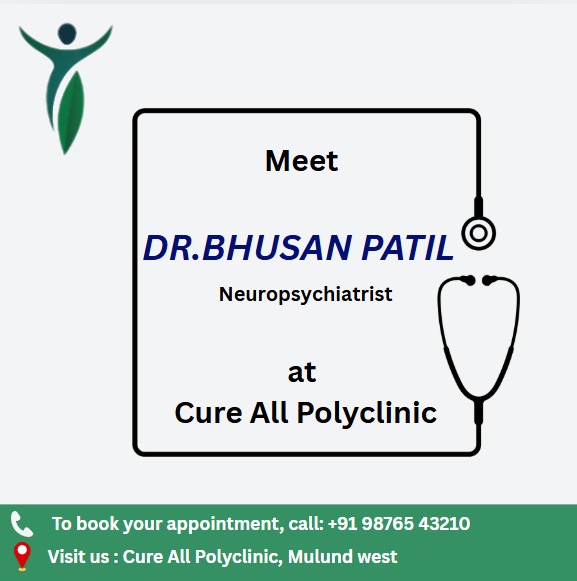 Meet
DR.BHUSAN PATIL
Neuropsychiatrist
at
Cure All Polyclinic
To book your appointment, call: +91 98765 43210
Visit us : Cure All Polyclinic, Mulund west